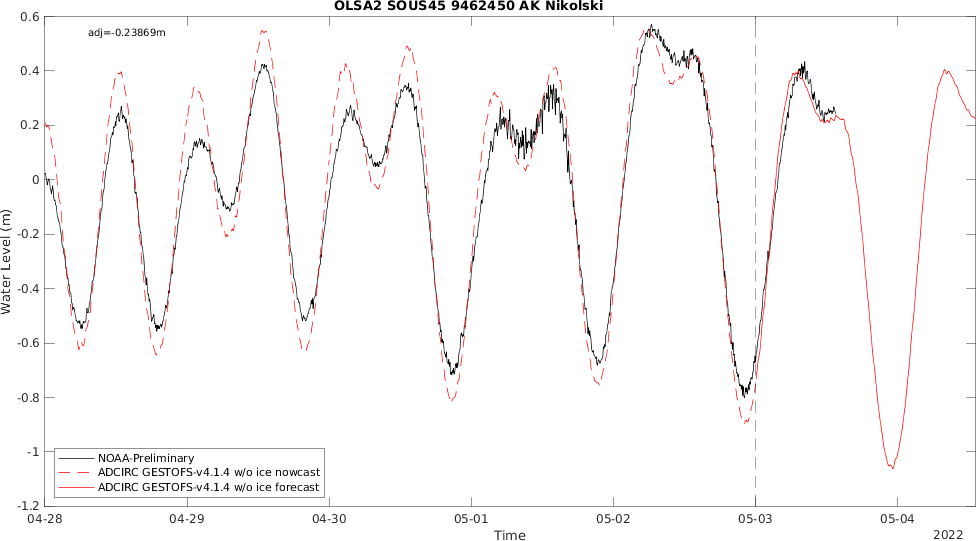 OLSA2 SOUS45 9462450 AK Nikolski
adj=-0.23869m
0.6
0.4
0.2
0
-0.2
-0.4
-0.6
-0.8
-1
-1.2
Water Level (m)
NOAA-Preliminary
ADCIRC GESTOFS-v4.1.4 w/o ice nowcast
ADCIRC GESTOFS-v4.1.4 w/o ice forecast
04-28 04-29 04-30 05-01 05-02 05-03 05-04
Time
2022